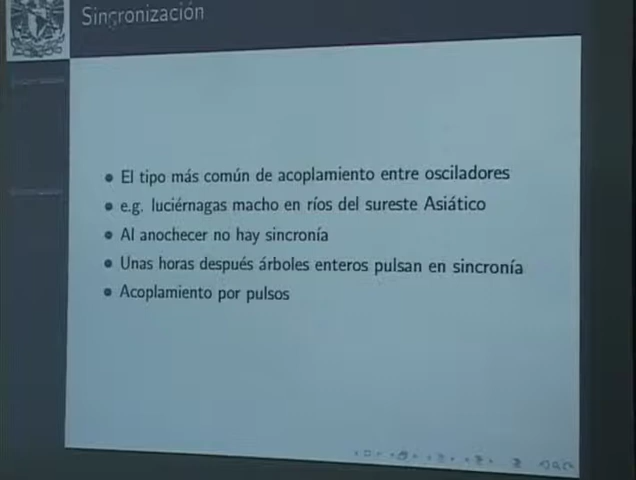 Sincronización
El tipo más común de acoplamiento entre osciladores
e.g. luciérnagas macho en ríos del sureste Asiático
Al anochecer no hay sincronía
Unas horas después árboles enteros pulsan en sincronía
Acoplamiento por pulsos